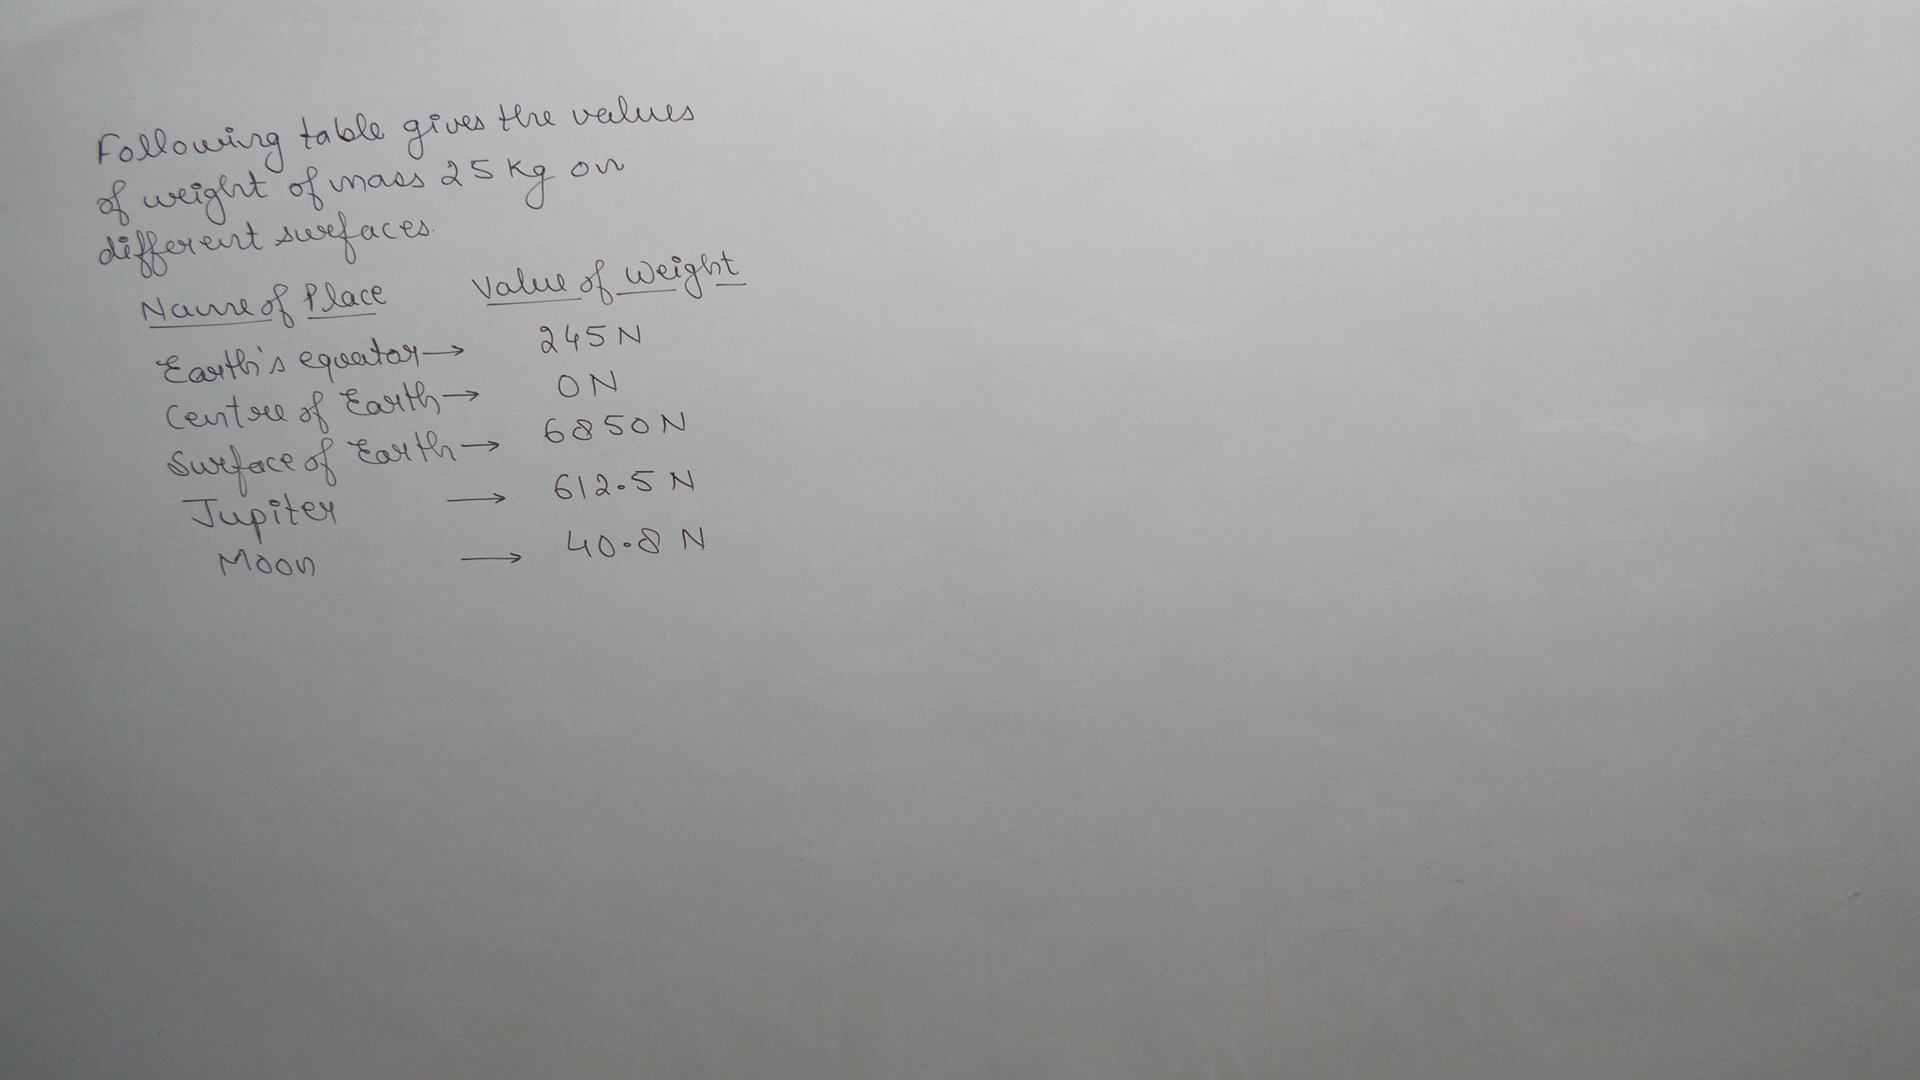 Following table gives the values
of weight of mass 25 kg on
different surfaces.
Name of Place Value of Weight
Earth's equator → 245 N
Centre of Earth → 0 N
Surface of Earth → 6850 N
Jupiter → 612.5 N
Moon → 40.8 N